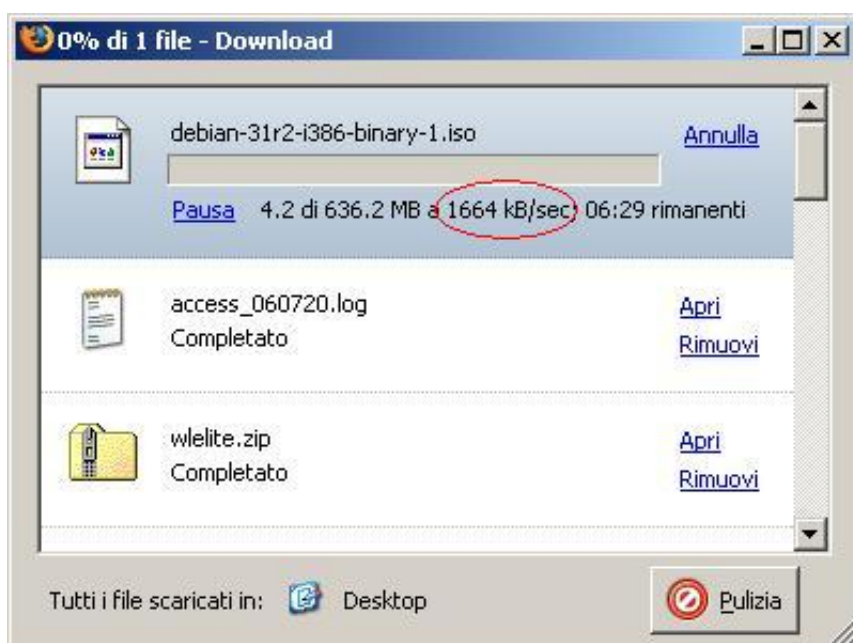 0% di 1 file - Download
debian-31r2-i386-binary-1.iso
Annulla
Pausa 4.2 di 636.2 MB a 1664 kB/sec; 06:29 rimanenti
access_060720.log
Apri
Completato
Rimuovi
wlelite.zip
Apri
Completato
Rimuovi
Tutti i file scaricati in: Desktop
Pulizia